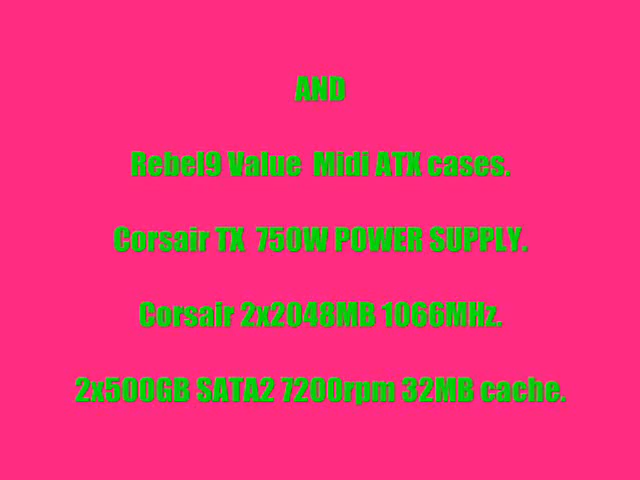 AND
Rebel9 Value  Midi ATX cases.
Corsair TX  750W POWER SUPPLY.
Corsair 2x2048MB 1066MHz.
2x500GB SATA2 7200rpm 32MB cache.